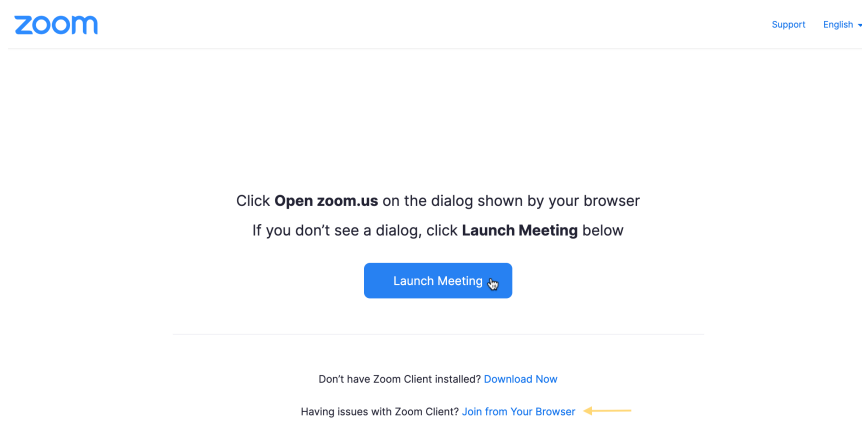 zoom
Support English
Click Open zoom.us on the dialog shown by your browser
If you don’t see a dialog, click Launch Meeting below
Launch Meeting
Don’t have Zoom Client installed? Download Now
Having issues with Zoom Client? Join from Your Browser